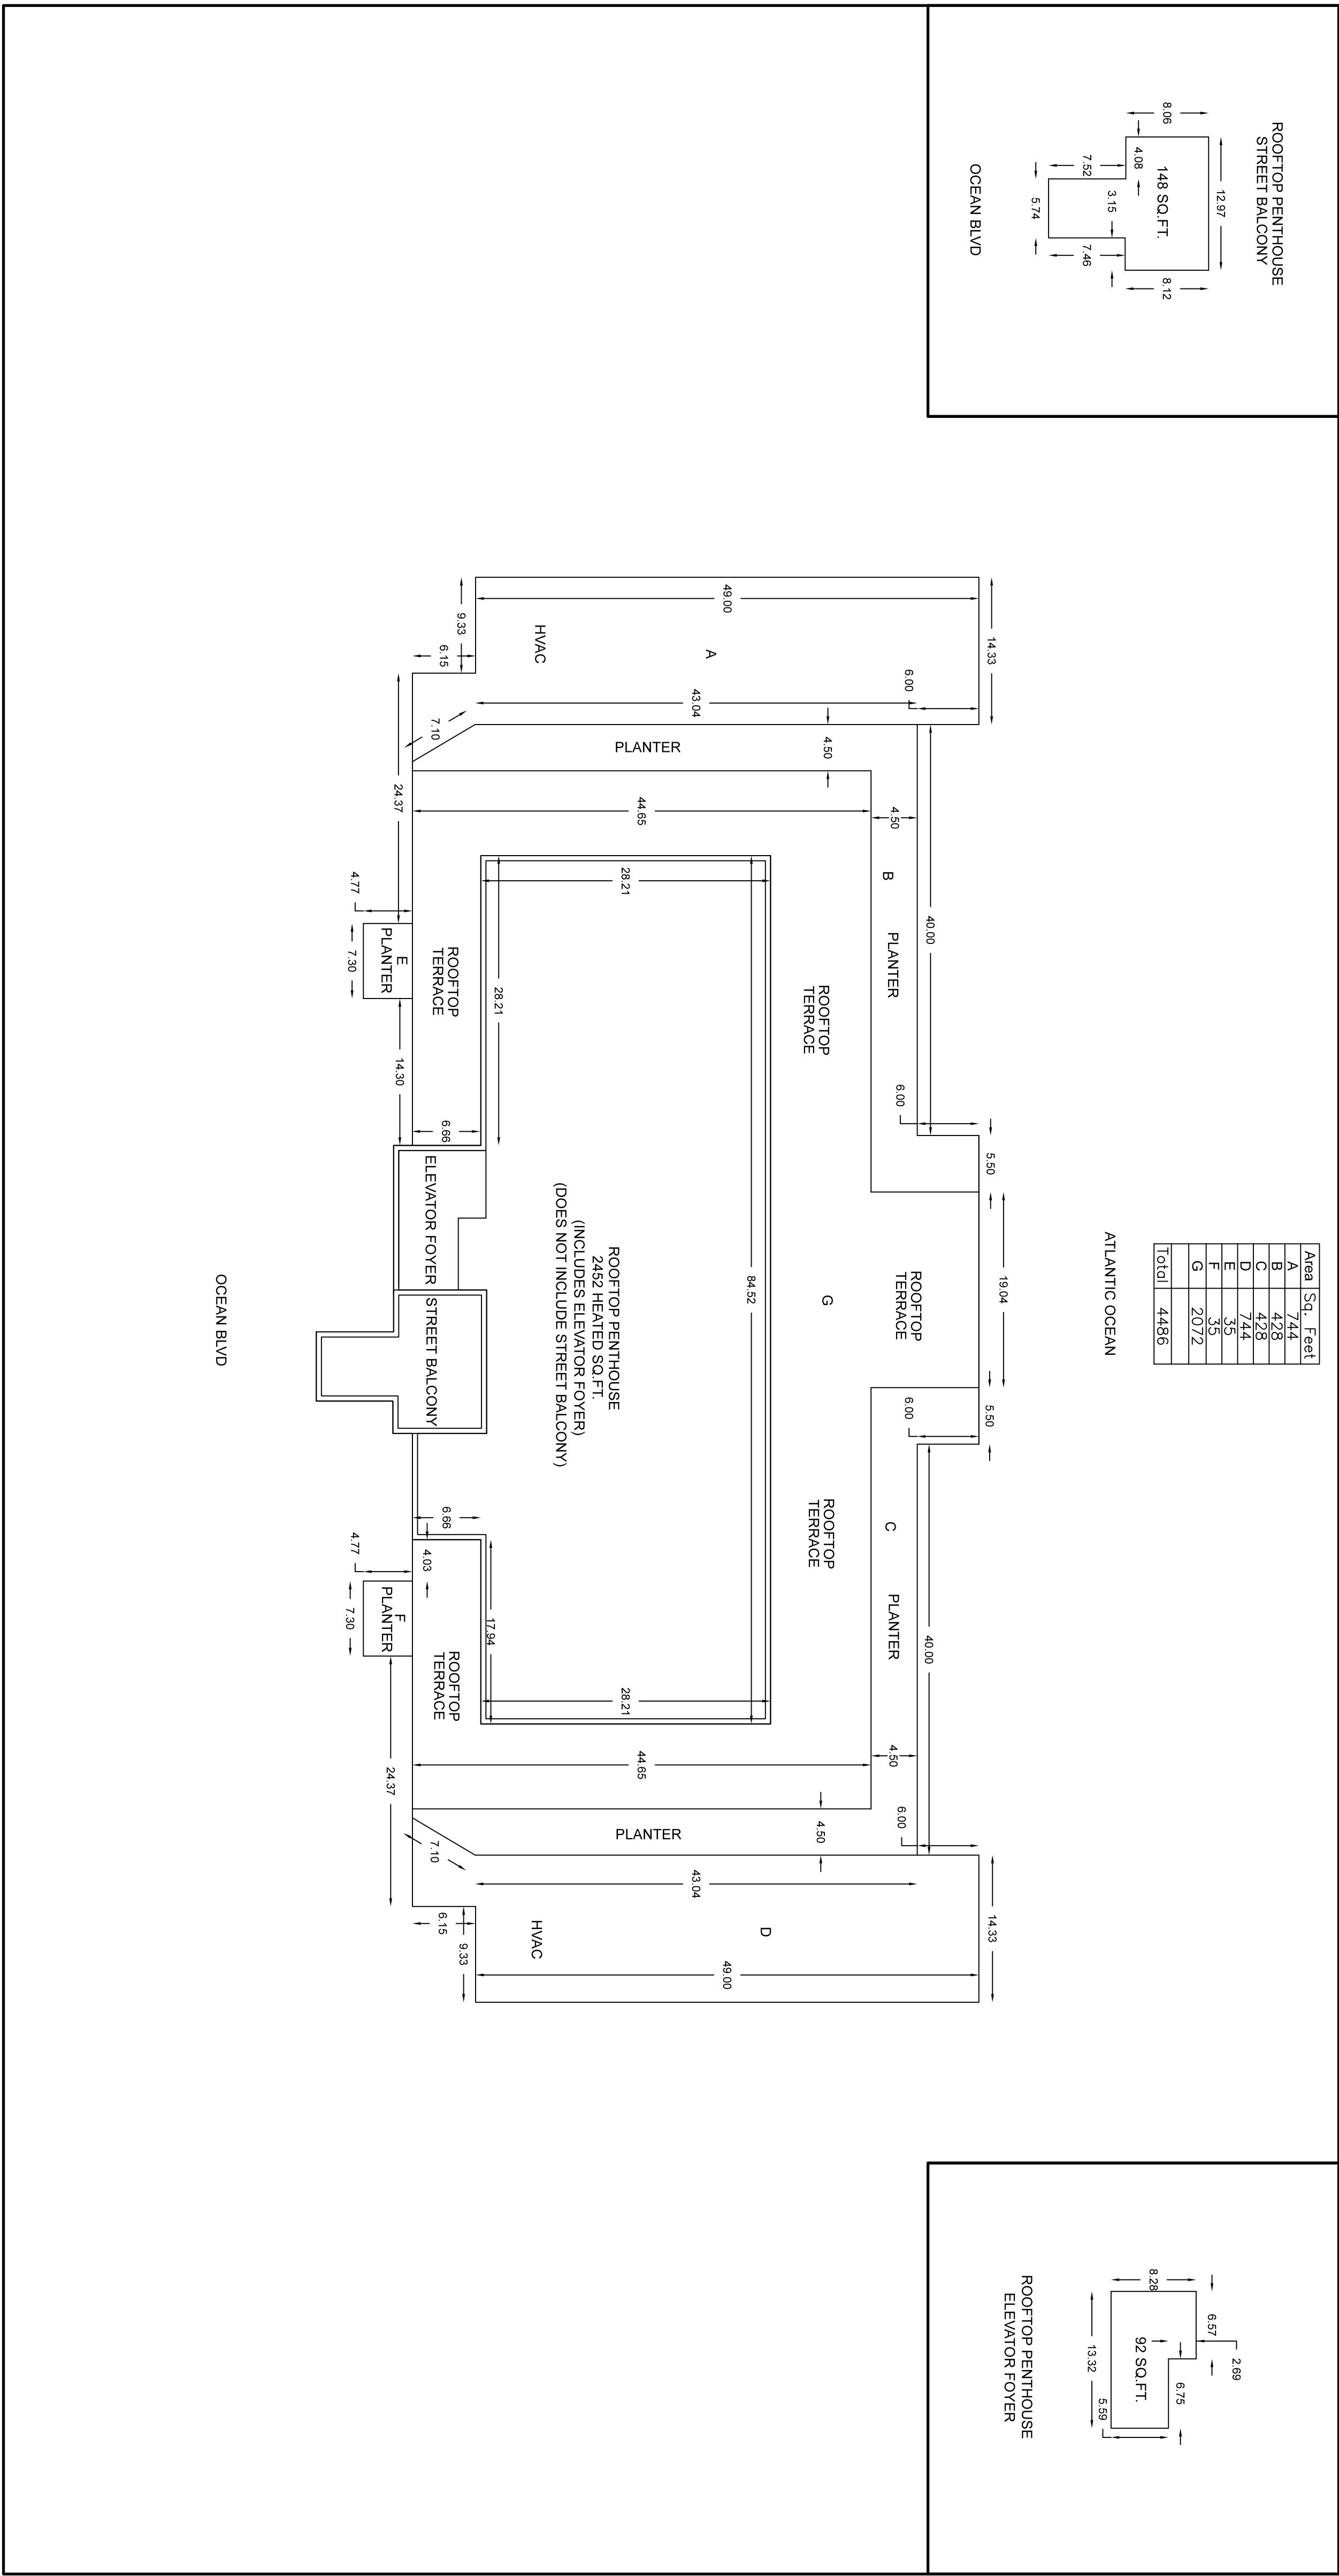 ROOFTOP PENTHOUSE
STREET BALCONY
12.97
8.06
8.12
148 SQ.FT.
4.08
7.52
3.15
7.46
5.74
OCEAN BLVD
Area Sq. Feet
A 744
B 428
C 428
D 744
E 35
F 35
G 2072
Total 4486
ATLANTIC OCEAN
2.69
6.57
8.28
6.75
92 SQ.FT.
5.59
13.32
ROOFTOP PENTHOUSE
ELEVATOR FOYER
14.33
19.04
5.50
5.50
14.33
40.00
40.00
6.00
6.00
6.00
6.00
ROOFTOP
TERRACE
4.50
B
PLANTER
C
PLANTER
4.50
4.50
G
4.50
ROOFTOP
TERRACE
ROOFTOP
TERRACE
D
84.52
49.00
A
43.04
49.00
43.04
PLANTER
44.65
28.21
ROOFTOP PENTHOUSE
2452 HEATED SQ.FT.
(INCLUDES ELEVATOR FOYER)
(DOES NOT INCLUDE STREET BALCONY)
28.21
44.65
PLANTER
HVAC
HVAC
28.21
17.94
9.33
9.33
6.15
6.15
7.10
7.10
ROOFTOP
TERRACE
6.66
ELEVATOR FOYER
STREET BALCONY
6.66
4.03
ROOFTOP
TERRACE
24.37
E
PLANTER
14.30
F
PLANTER
24.37
4.77
7.30
4.77
7.30
OCEAN BLVD